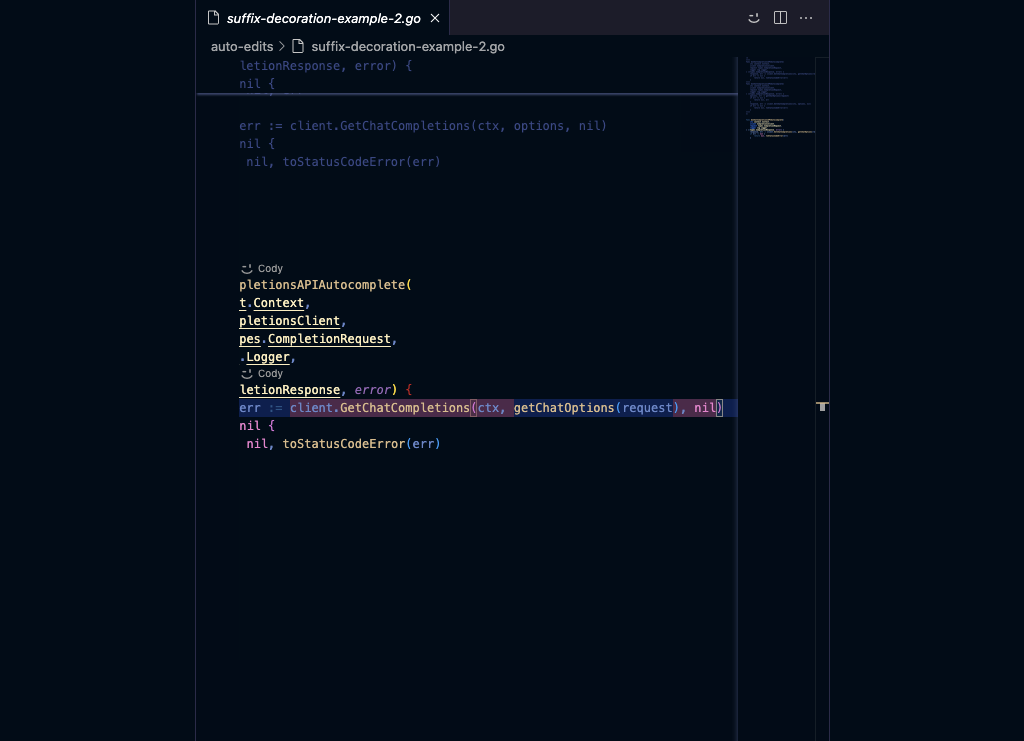 suffix-decoration-example-2.go
auto-edits > suffix-decoration-example-2.go
letionResponse, error) {
nil {
err := client.GetChatCompletions(ctx, options, nil)
nil {
nil, toStatusCodeError(err)
Cody
pletionsAPIAutocomplete(
t.Context,
pletionsClient,
pes.CompletionRequest,
.Logger,
Cody
letionResponse, error) {
err := client.GetChatCompletions(ctx, getChatOptions(request), nil)
nil {
nil, toStatusCodeError(err)